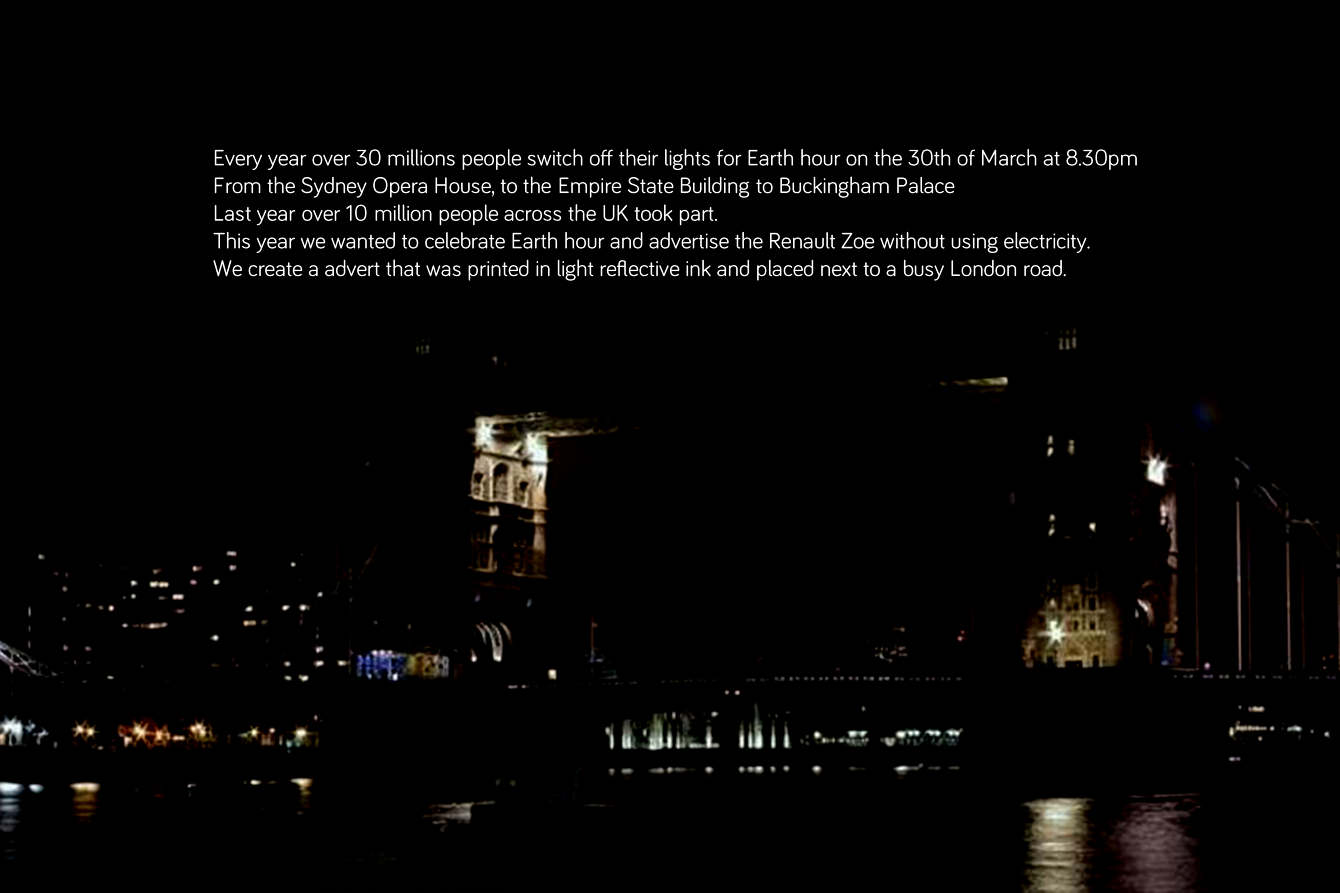 Every year over 30 millions people switch off their lights for Earth hour on the 30th of March at 8.30pm
From the Sydney Opera House, to the Empire State Building to Buckingham Palace
Last year over 10 million people across the UK took part.
This year we wanted to celebrate Earth hour and advertise the Renault Zoe without using electricity.
We create a advert that was printed in light reflective ink and placed next to a busy London road.